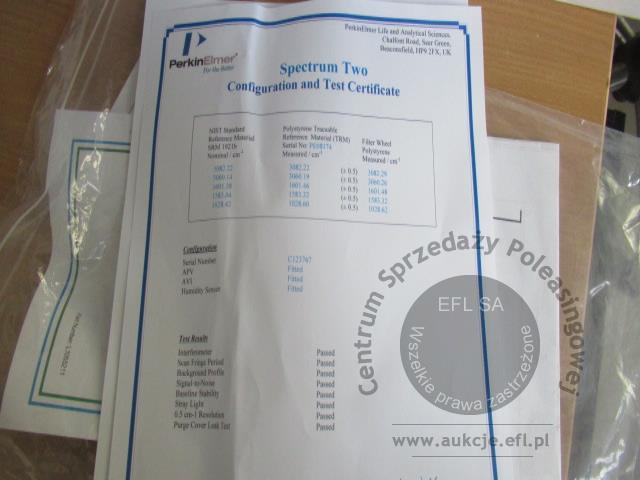 PerkinElmer Life and Analytical Sciences.
Chalfont Road, Seer Green,
Beaconsfield, HP9 2FX, UK
PerkinElmer
For the Better
Spectrum Two
Configuration and Test Certificate
NIST Standard
Reference Material
SRM 1921b
Nominal / cm-1
Polystyrene Traceable
Reference Material (TRM)
Serial No:
Measured / cm-1
Filter Wheel
Polystyrene
Measured / cm-1
3082.22 3082.22 (± 0.5) 3082.29
3060.14 3060.19 (± 0.5) 3060.26
1601.38 1601.46 (± 0.5) 1601.48
1583.04 1583.22 (± 0.5) 1583.32
1028.42 1028.60 (± 0.5) 1028.62
Configuration
Serial Number C123767
APV Fitted
AVI Fitted
Humidity Sensor Fitted
Test Results
Interferometer Passed
Scan Fringe Period Passed
Background Profile Passed
Signal-to-Noise Passed
Baseline Stability Passed
Stray Light Passed
0.5 cm-1 Resolution Passed
Purge Cover Leak Test Passed
Centrum Sprzedaży Poleasingowej
EFL SA
Wszelkie prawa zastrzeżone
www.aukcje.efl.pl